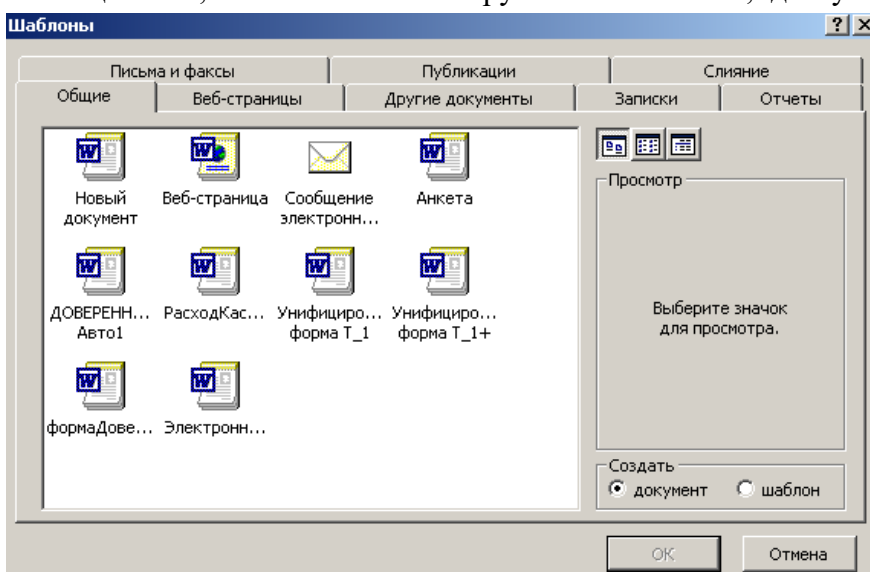 Шаблоны
Письма и факсы Публикации Слияние
Общие Веб-страницы Другие документы Записки Отчеты
Новый документ
Веб-страница
Сообщение электронн...
Анкета
ДОВЕРЕНН... Авто1
РасходКас...
Унифициро... форма Т_1
Унифициро... форма Т_1+
формаДове...
Электронн...
Просмотр
Выберите значок
для просмотра.
Создать
документ шаблон
ОК Отмена